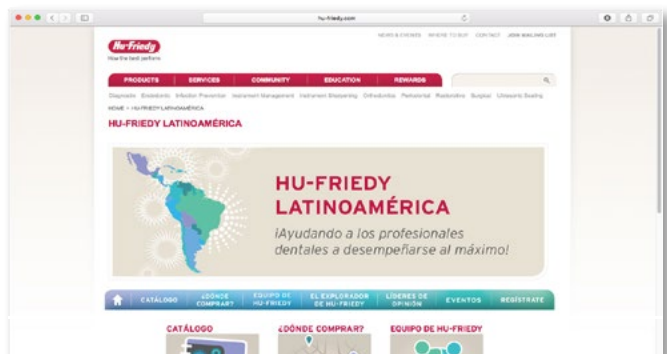 hu-friedy.com
NEWS & EVENTS WHERE TO BUY CONTACT JOIN MAILING LIST
Hu-Friedy
How the best perform
PRODUCTS SERVICES COMMUNITY EDUCATION REWARDS
Diagnostic Endodontic Infection Prevention Instrument Management Instrument Sharpening Orthodontics Periodontal Restorative Surgical Ultrasonic Scaling
HOME > HU-FRIEDY LATINOAMÉRICA
HU-FRIEDY LATINOAMÉRICA
HU-FRIEDY
LATINOAMÉRICA
¡Ayudando a los profesionales
dentales a desempeñarse al máximo!
CATÁLOGO ¿DÓNDE COMPRAR? EQUIPO DE HU-FRIEDY EL EXPLORADOR DE HU-FRIEDY LÍDERES DE OPINIÓN EVENTOS REGÍSTRATE
CATÁLOGO ¿DÓNDE COMPRAR? EQUIPO DE HU-FRIEDY